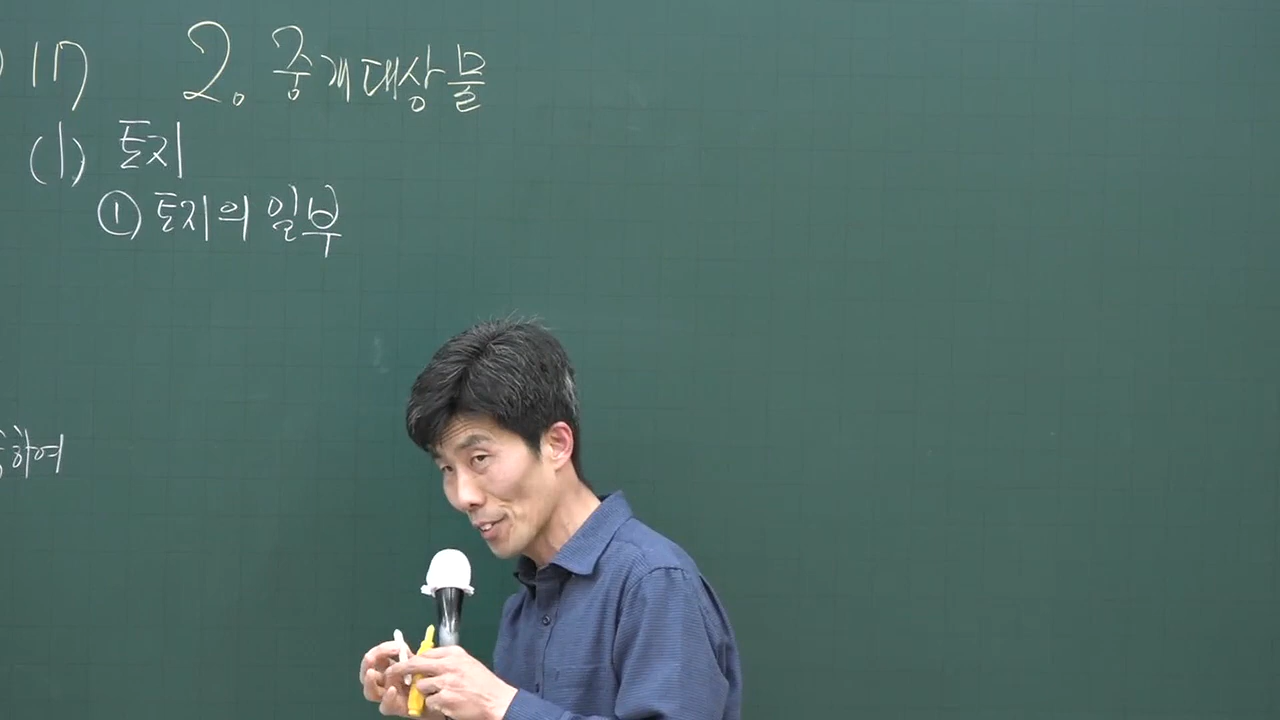 ) 17 2. 중개대상물
(1) 토지
① 토지의 일부
하여